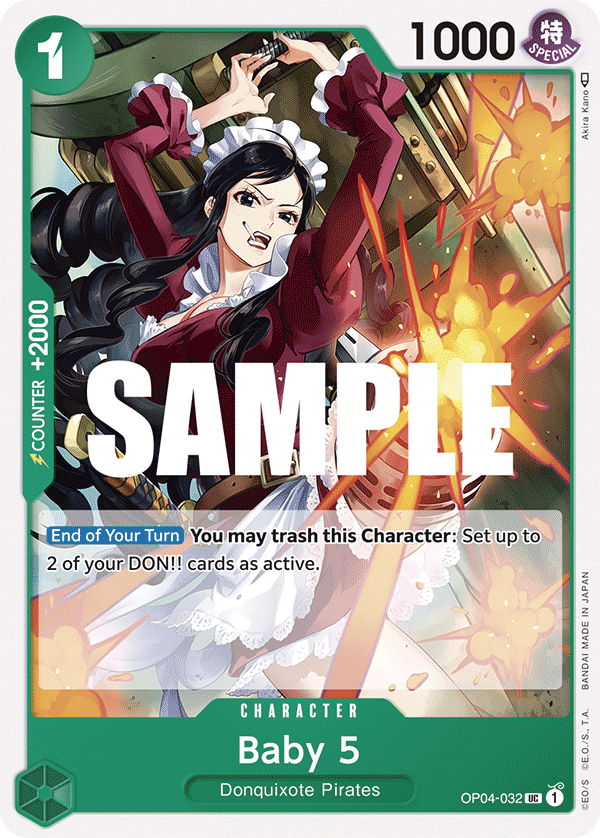 1
1000
特
SPECIAL
Akira Kano
COUNTER +2000
SAMPLE
End of Your Turn You may trash this Character: Set up to
2 of your DON!! cards as active.
CHARACTER
Baby 5
Donquixote Pirates
OP04-032 UC 1
©E.O/S ©E.O./S., T.A. BANDAI MADE IN JAPAN